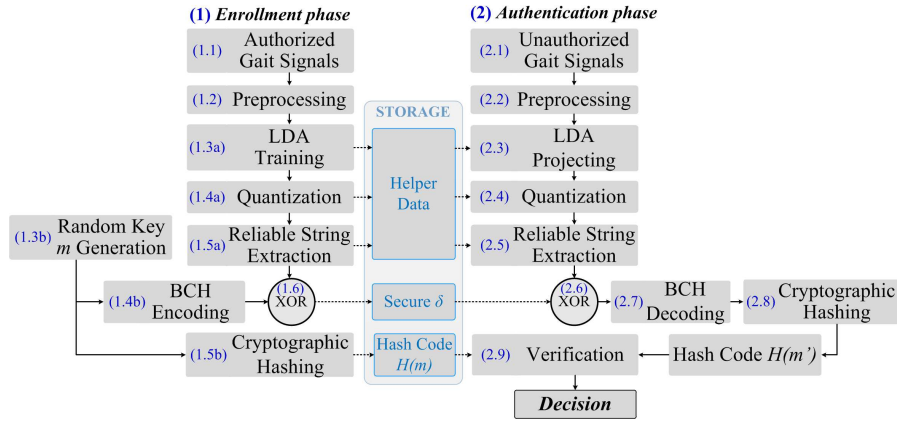 (1) Enrollment phase
(2) Authentication phase
(1.1) Authorized
Gait Signals
(2.1) Unauthorized
Gait Signals
(1.2) Preprocessing
(2.2) Preprocessing
STORAGE
(1.3a) LDA
Training
(2.3) LDA
Projecting
Helper
Data
(1.4a) Quantization
(2.4) Quantization
(1.3b) Random Key
m Generation
(1.5a) Reliable String
Extraction
(2.5) Reliable String
Extraction
(1.4b) BCH
Encoding
(1.6)
XOR
Secure δ
(2.6)
XOR
(2.7) BCH
Decoding
(2.8) Cryptographic
Hashing
(1.5b) Cryptographic
Hashing
Hash Code
H(m)
(2.9) Verification
Hash Code H(m’)
Decision